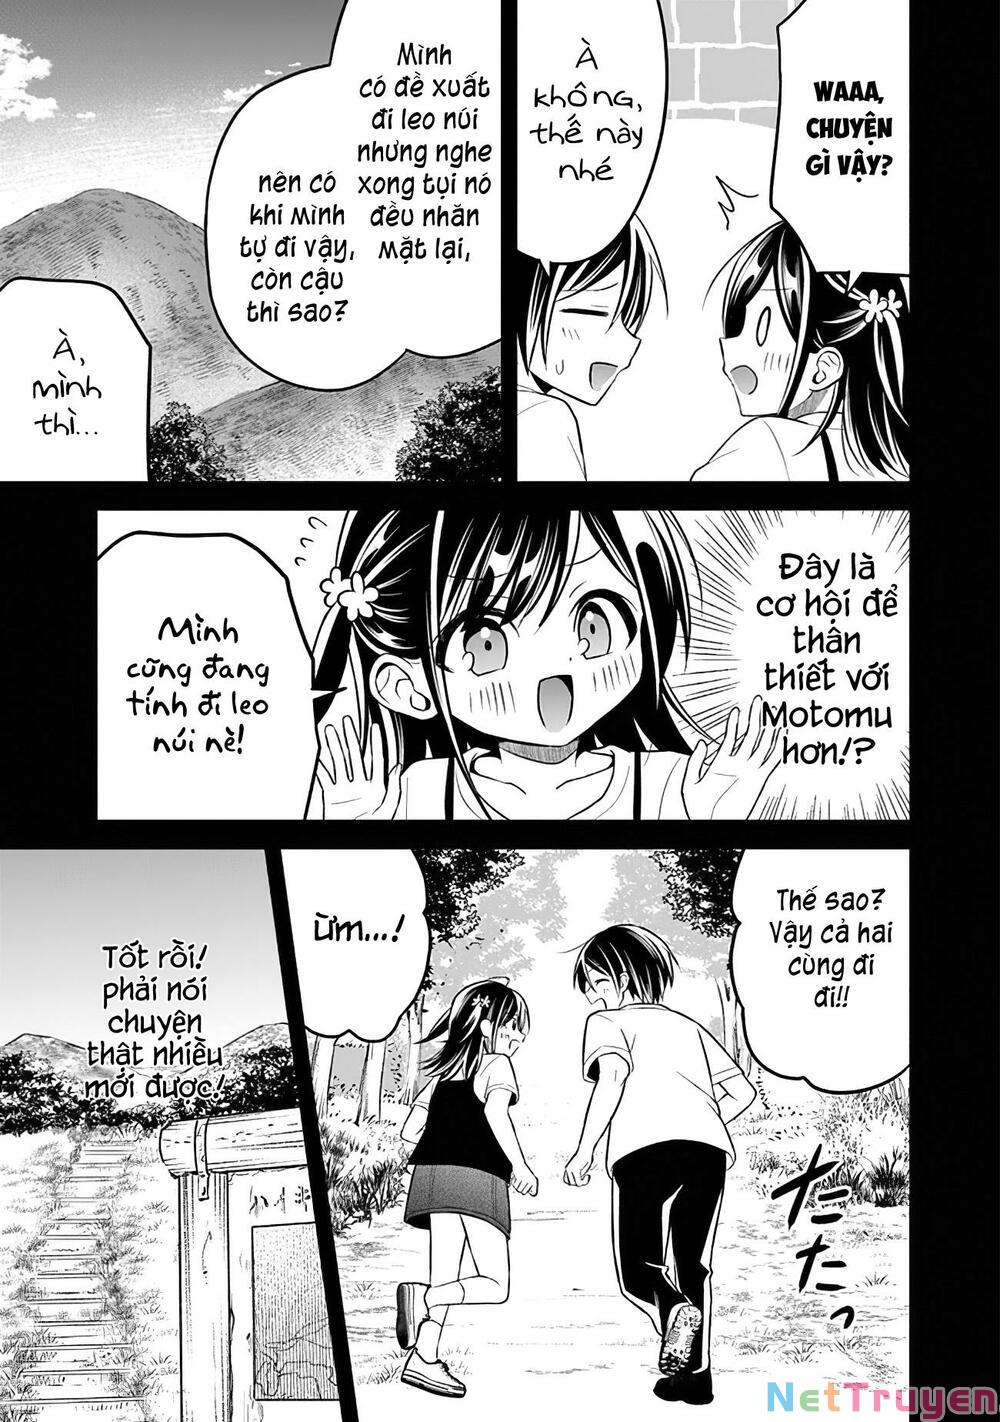 WAAA,
CHUYỆN
GÌ VẬY?
À
không,
thế này
nhé
Mình
có đề xuất
đi leo núi
nhưng nghe
xong tụi nó
đều nhăn
mặt lại,
nên có
khi mình
tự đi vậy,
còn cậu
thì sao?
À,
mình
thì...
Đây là
cơ hội để
thân
thiết với
Motomu
hơn!?
Mình
cũng đang
tính đi leo
núi nè!
Thế sao?
Vậy cả hai
cùng đi
đi!!
Ừm...!
たたっ
Tốt rồi!
phải nói
chuyện
thật nhiều
mới được!
NetTruyen